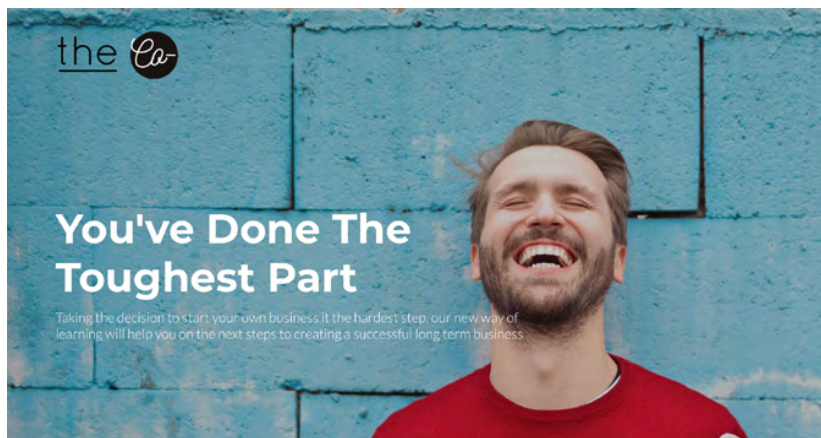 the Co-
You've Done The
Toughest Part
Taking the decision to start your own business it the hardest step, our new way of
learning will help you on the next steps to creating a successful long term business